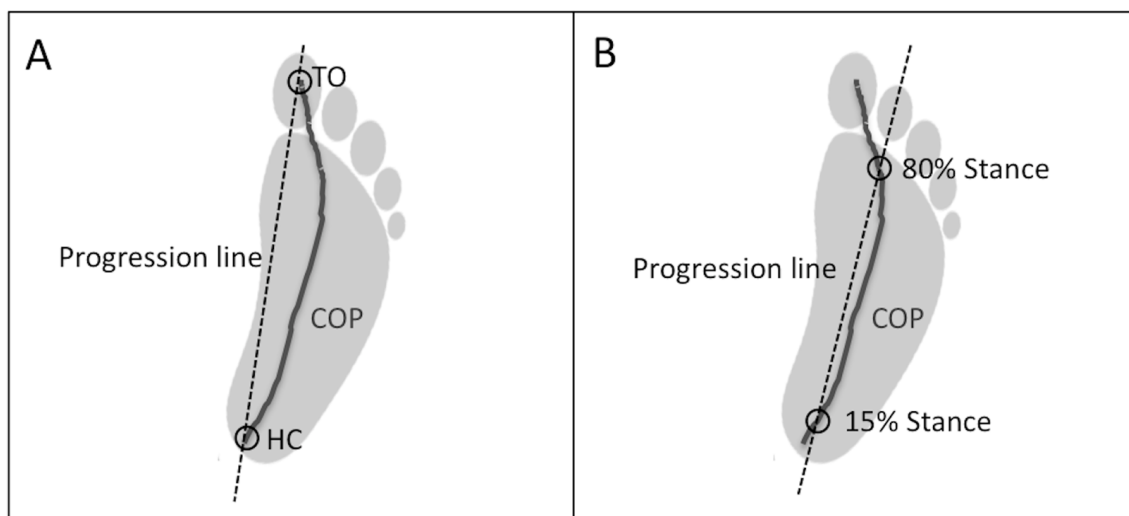 A
TO
Progression line
COP
HC
B
80% Stance
Progression line
COP
15% Stance